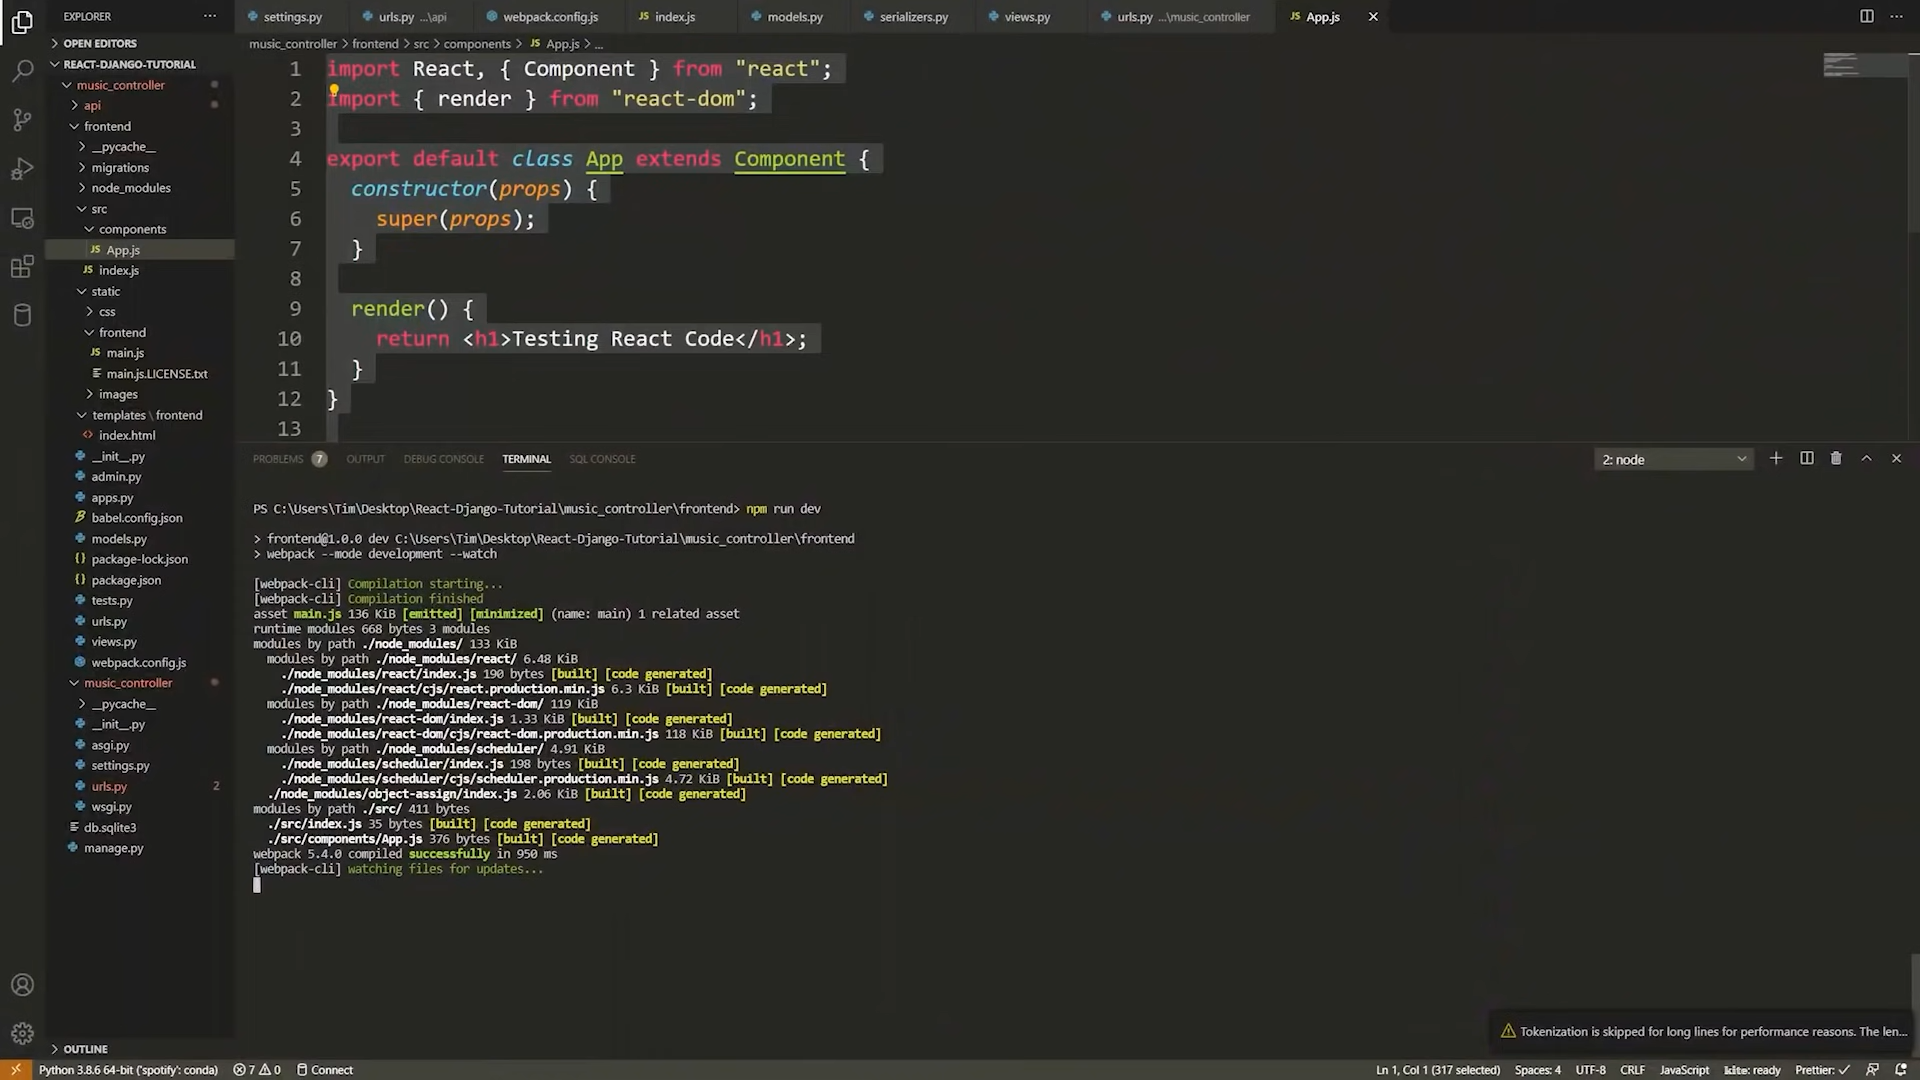 EXPLORER
settings.py
urls.py ...\api
webpack.config.js
index.js
models.py
serializers.py
views.py
urls.py ...\music_controller
App.js
OPEN EDITORS
music_controller > frontend > src > components > JS App.js > ...
REACT-DJANGO-TUTORIAL
music_controller
api
frontend
__pycache__
migrations
node_modules
src
components
JS App.js
JS index.js
static
css
frontend
JS main.js
main.js.LICENSE.txt
images
templates \ frontend
index.html
__init__.py
admin.py
apps.py
babel.config.json
models.py
package-lock.json
package.json
tests.py
urls.py
views.py
webpack.config.js
music_controller
__pycache__
__init__.py
asgi.py
settings.py
urls.py 2
wsgi.py
db.sqlite3
manage.py
OUTLINE
1 import React, { Component } from "react";
2 import { render } from "react-dom";
3
4 export default class App extends Component {
5 constructor(props) {
6 super(props);
7 }
8
9 render() {
10 return <h1>Testing React Code</h1>;
11 }
12 }
13
PROBLEMS 7 OUTPUT DEBUG CONSOLE TERMINAL SQL CONSOLE
2: node
PS C:\Users\Tim\Desktop\React-Django-Tutorial\music_controller\frontend> npm run dev
> frontend@1.0.0 dev C:\Users\Tim\Desktop\React-Django-Tutorial\music_controller\frontend
> webpack --mode development --watch
[webpack-cli] Compilation starting...
[webpack-cli] Compilation finished
asset main.js 136 KiB [emitted] [minimized] (name: main) 1 related asset
runtime modules 668 bytes 3 modules
modules by path ./node_modules/ 133 KiB
modules by path ./node_modules/react/ 6.48 KiB
./node_modules/react/index.js 190 bytes [built] [code generated]
./node_modules/react/cjs/react.production.min.js 6.3 KiB [built] [code generated]
modules by path ./node_modules/react-dom/ 119 KiB
./node_modules/react-dom/index.js 1.33 KiB [built] [code generated]
./node_modules/react-dom/cjs/react-dom.production.min.js 118 KiB [built] [code generated]
modules by path ./node_modules/scheduler/ 4.91 KiB
./node_modules/scheduler/index.js 198 bytes [built] [code generated]
./node_modules/scheduler/cjs/scheduler.production.min.js 4.72 KiB [built] [code generated]
./node_modules/object-assign/index.js 2.06 KiB [built] [code generated]
modules by path ./src/ 411 bytes
./src/index.js 35 bytes [built] [code generated]
./src/components/App.js 376 bytes [built] [code generated]
webpack 5.4.0 compiled successfully in 950 ms
[webpack-cli] watching files for updates...
Tokenization is skipped for long lines for performance reasons. The len...
Python 3.8.6 64-bit ('spotify': conda) 7 0 Connect
Ln 1, Col 1 (317 selected) Spaces: 4 UTF-8 CRLF JavaScript kite: ready Prettier: ✓